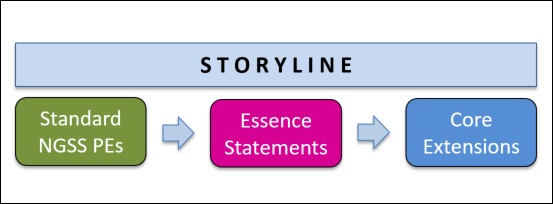 STORYLINE
Standard
NGSS PEs
Essence
Statements
Core
Extensions